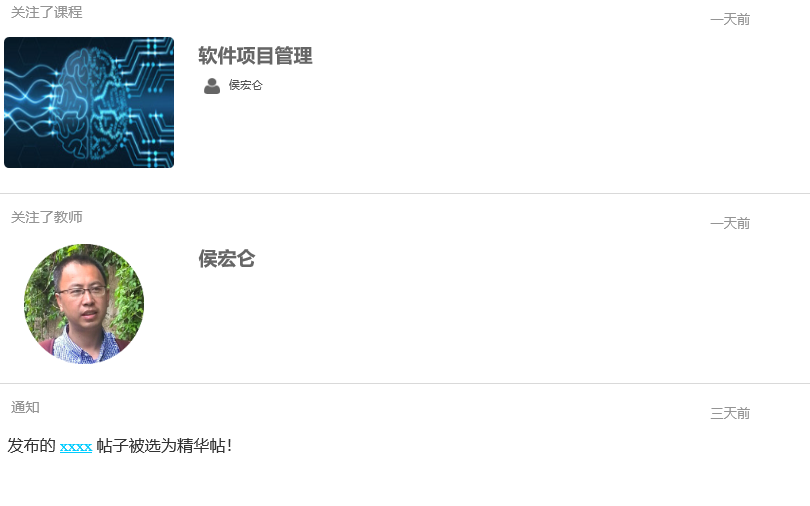 关注了课程
一天前
软件项目管理
侯宏仑
关注了教师
一天前
侯宏仑
通知
三天前
发布的 xxxx 帖子被选为精华帖！